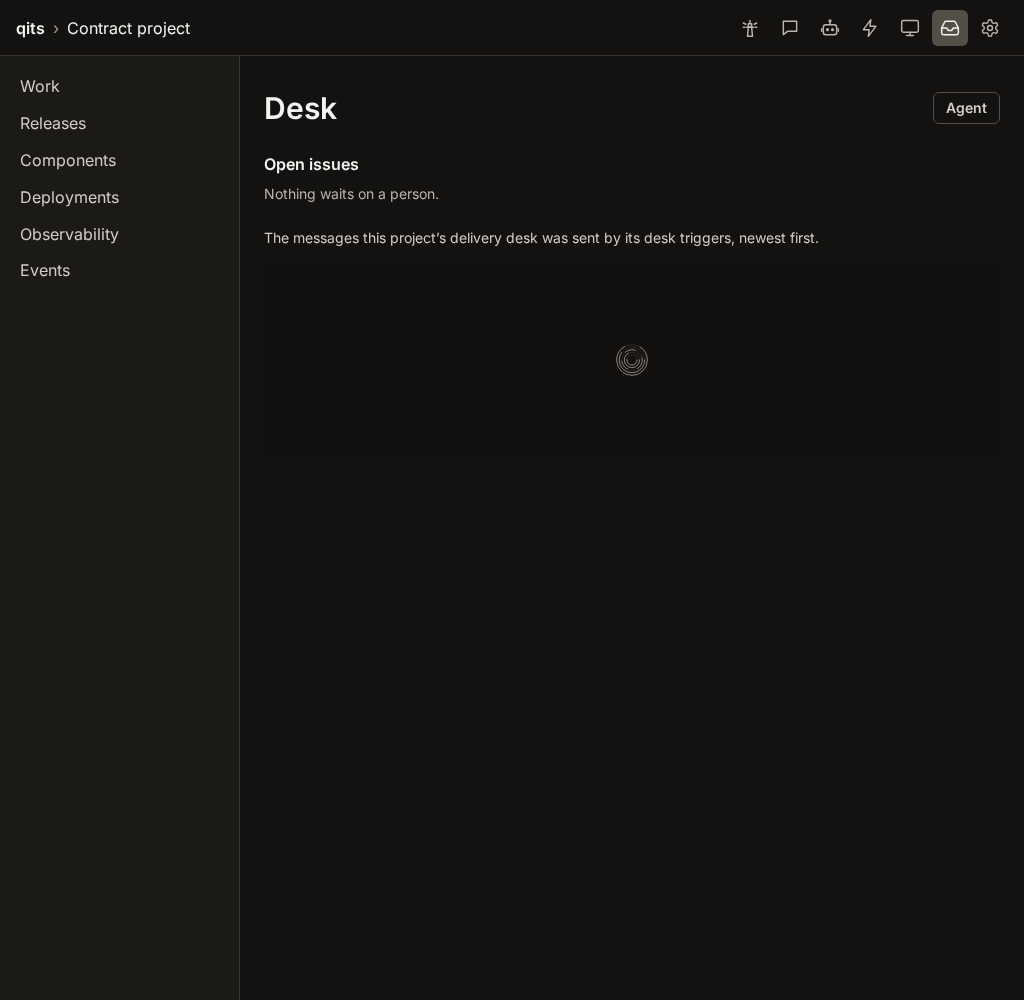 qits › Contract project
Work
Releases
Components
Deployments
Observability
Events
Desk
Agent
Open issues
Nothing waits on a person.
The messages this project’s delivery desk was sent by its desk triggers, newest first.